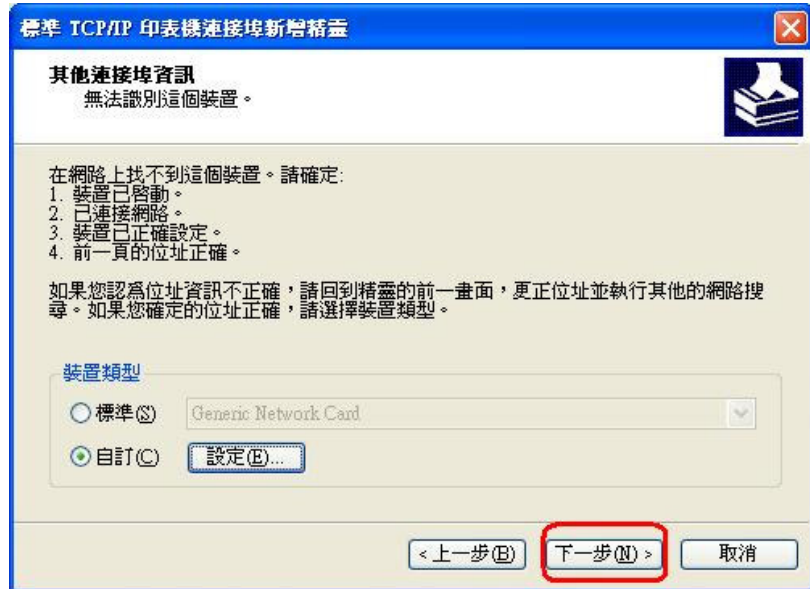 標準 TCP/IP 印表機連接埠新增精靈
其他連接埠資訊
無法識別這個裝置。
在網路上找不到這個裝置。請確定:
1. 裝置已啓動。
2. 已連接網路。
3. 裝置已正確設定。
4. 前一頁的位址正確。
如果您認爲位址資訊不正確，請回到精靈的前一畫面，更正位址並執行其他的網路搜
尋。如果您確定的位址正確，請選擇裝置類型。
裝置類型
標準(S) Generic Network Card
自訂(C) 設定(E)...
<上一步(B) 下一步(N)> 取消